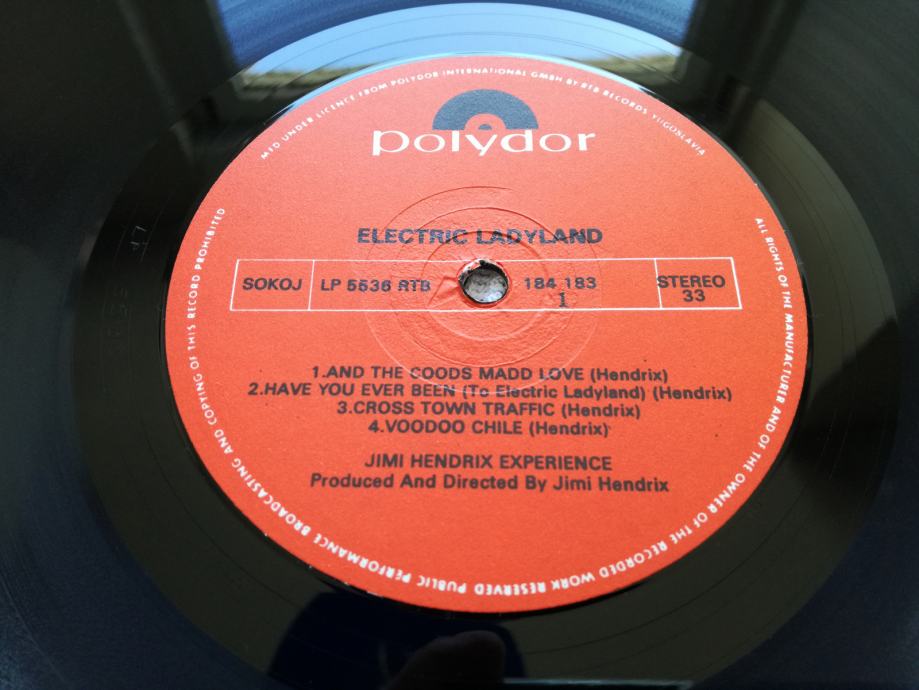 MFD UNDER LICENCE FROM POLYDOR INTERNATIONAL GMBH BY RTB RECORDS YUGOSLAVIA
polydor
ELECTRIC LADYLAND
SOKOJ LP 5536 RTB 184 183 STEREO
1 33
1.AND THE COODS MADD LOVE (Hendrix)
2.HAVE YOU EVER BEEN (To Electric Ladyland) (Hendrix)
3.CROSS TOWN TRAFFIC (Hendrix)
4.VOODOO CHILE (Hendrix)
JIMI HENDRIX EXPERIENCE
Produced And Directed By Jimi Hendrix
ALL RIGHTS OF THE MANUFACTURER AND OF THE OWNER OF THE RECORDED WORK RESERVED PUBLIC PERFORMANCE BROADCASTING AND COPYING OF THIS RECORD PROHIBITED